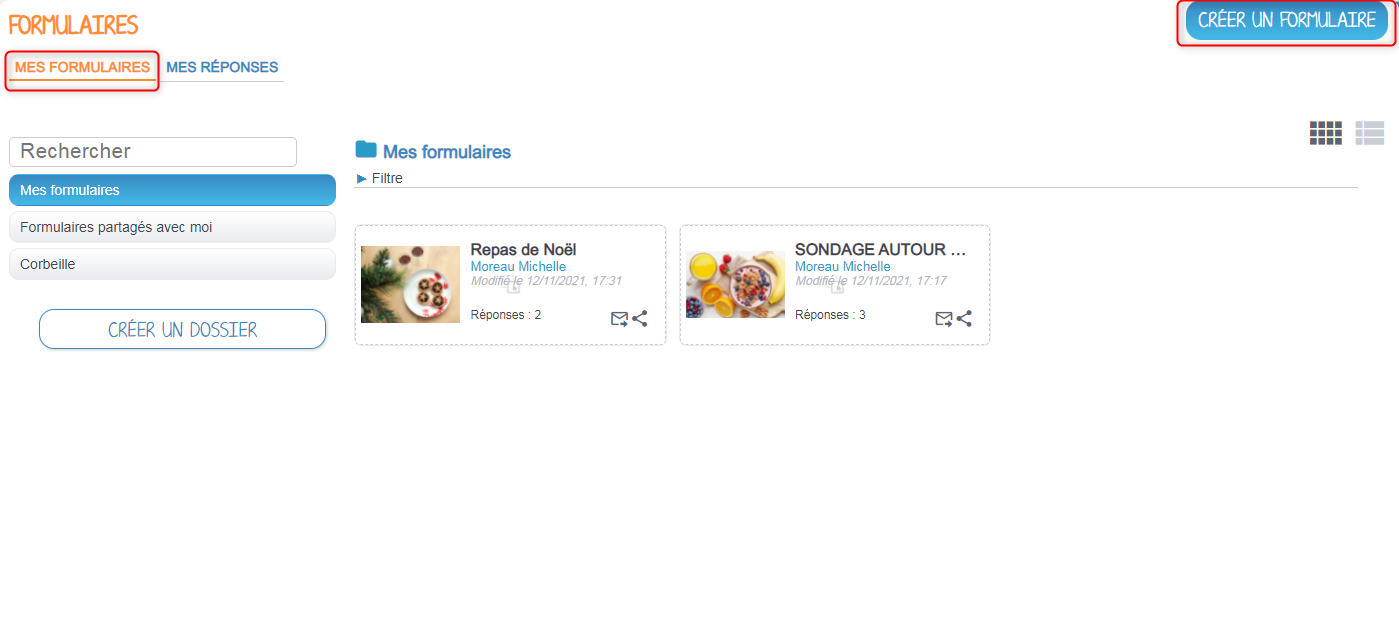 FORMULAIRES
CRÉER UN FORMULAIRE
MES FORMULAIRES MES RÉPONSES
Rechercher
Mes formulaires
Formulaires partagés avec moi
Corbeille
CRÉER UN DOSSIER
Mes formulaires
Filtre
Repas de Noël
Moreau Michelle
Modifié le 12/11/2021, 17:31
Réponses : 2
SONDAGE AUTOUR ...
Moreau Michelle
Modifié le 12/11/2021, 17:17
Réponses : 3